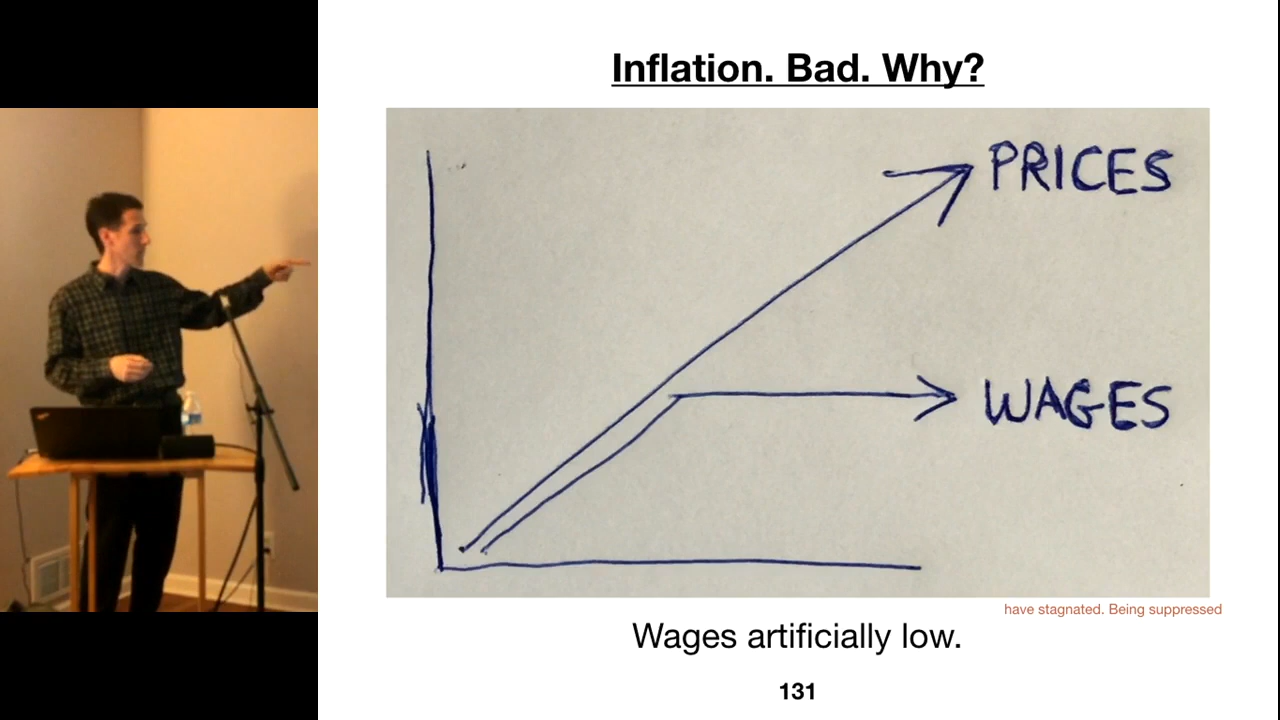 Inflation. Bad. Why?
PRICES
WAGES
have stagnated. Being suppressed
Wages artificially low.
131